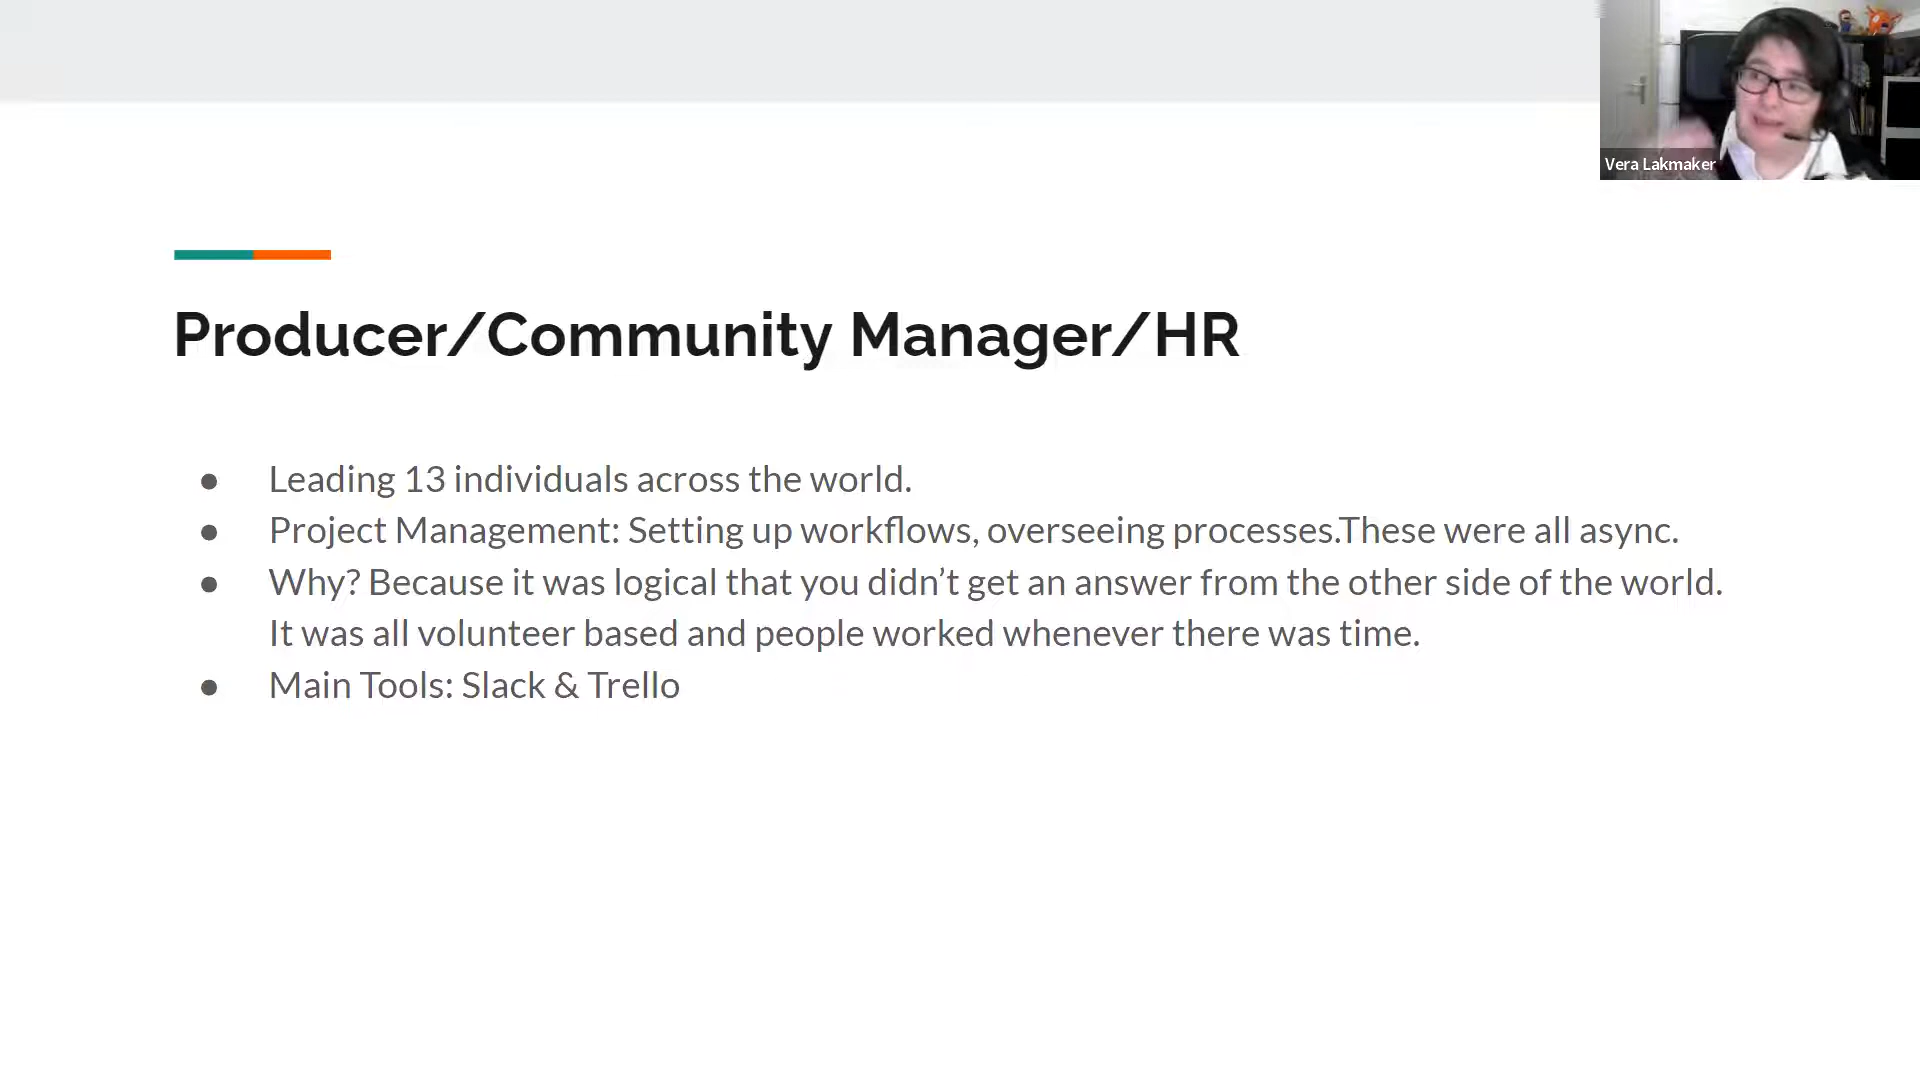 Vera Lakmaker
Producer/Community Manager/HR
● Leading 13 individuals across the world.
● Project Management: Setting up workflows, overseeing processes.These were all async.
● Why? Because it was logical that you didn’t get an answer from the other side of the world.
It was all volunteer based and people worked whenever there was time.
● Main Tools: Slack & Trello